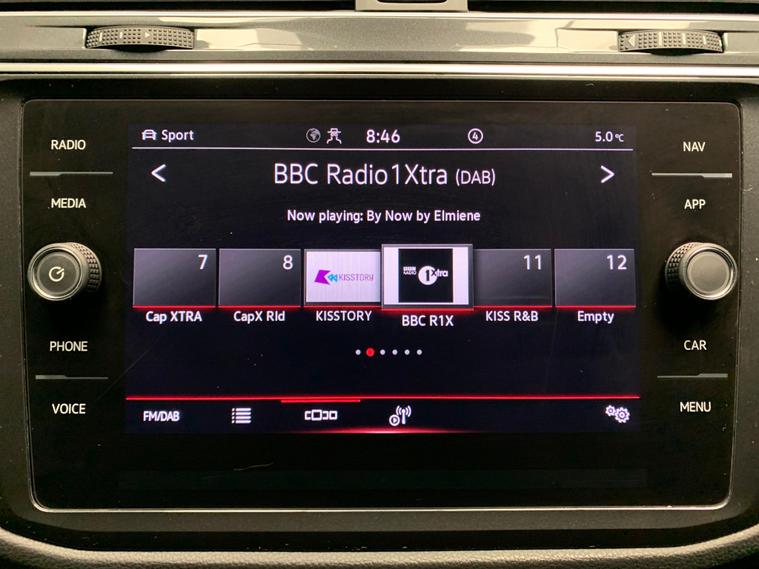 Sport 8:46 4 5.0°C
RADIO
MEDIA
PHONE
VOICE
BBC Radio1Xtra (DAB)
Now playing: By Now by Elmiene
7 8 11 12
KISSTORY
BBC RADIO 1Xtra
Cap XTRA CapX Rld KISSTORY BBC R1X KISS R&B Empty
FM/DAB
NAV
APP
CAR
MENU